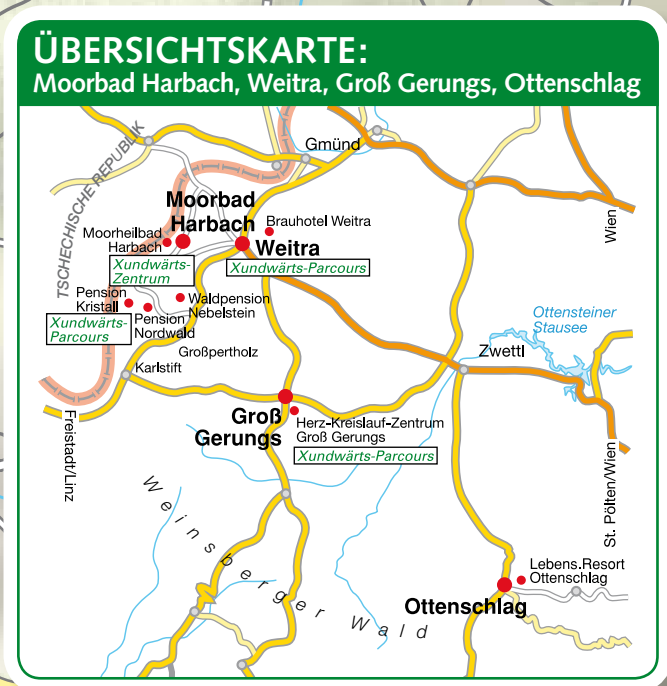 ÜBERSICHTSKARTE:
Moorbad Harbach, Weitra, Groß Gerungs, Ottenschlag
TSCHECHISCHE REPUBLIK
Gmünd
Moorbad
Harbach
Moorheilbad
Harbach
Xundwärts-
Zentrum
Brauhotel Weitra
Weitra
Xundwärts-Parcours
Wien
Pension
Kristall
Xundwärts-
Parcours
Pension
Nordwald
Waldpension
Nebelstein
Großpertholz
Karlstift
Ottensteiner
Stausee
Zwettl
Freistadt/Linz
Groß
Gerungs
Herz-Kreislauf-Zentrum
Groß Gerungs
Xundwärts-Parcours
St. Pölten/Wien
Weinsberger Wald
Lebens.Resort
Ottenschlag
Ottenschlag